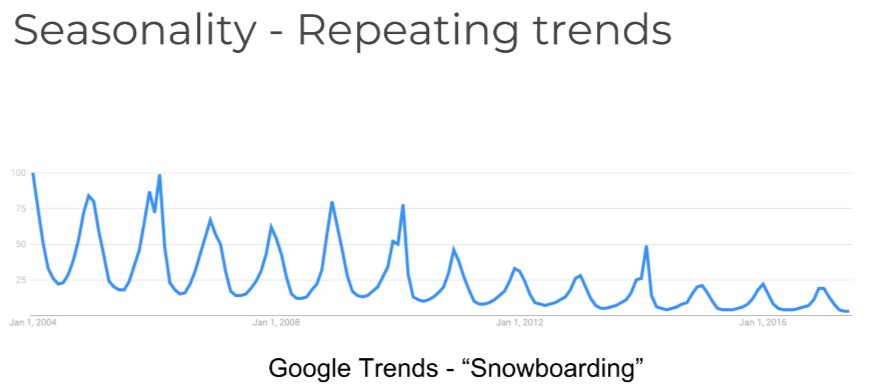 Seasonality - Repeating trends
100
75
50
25
Jan 1, 2004 Jan 1, 2008 Jan 1, 2012 Jan 1, 2016
Google Trends - “Snowboarding”